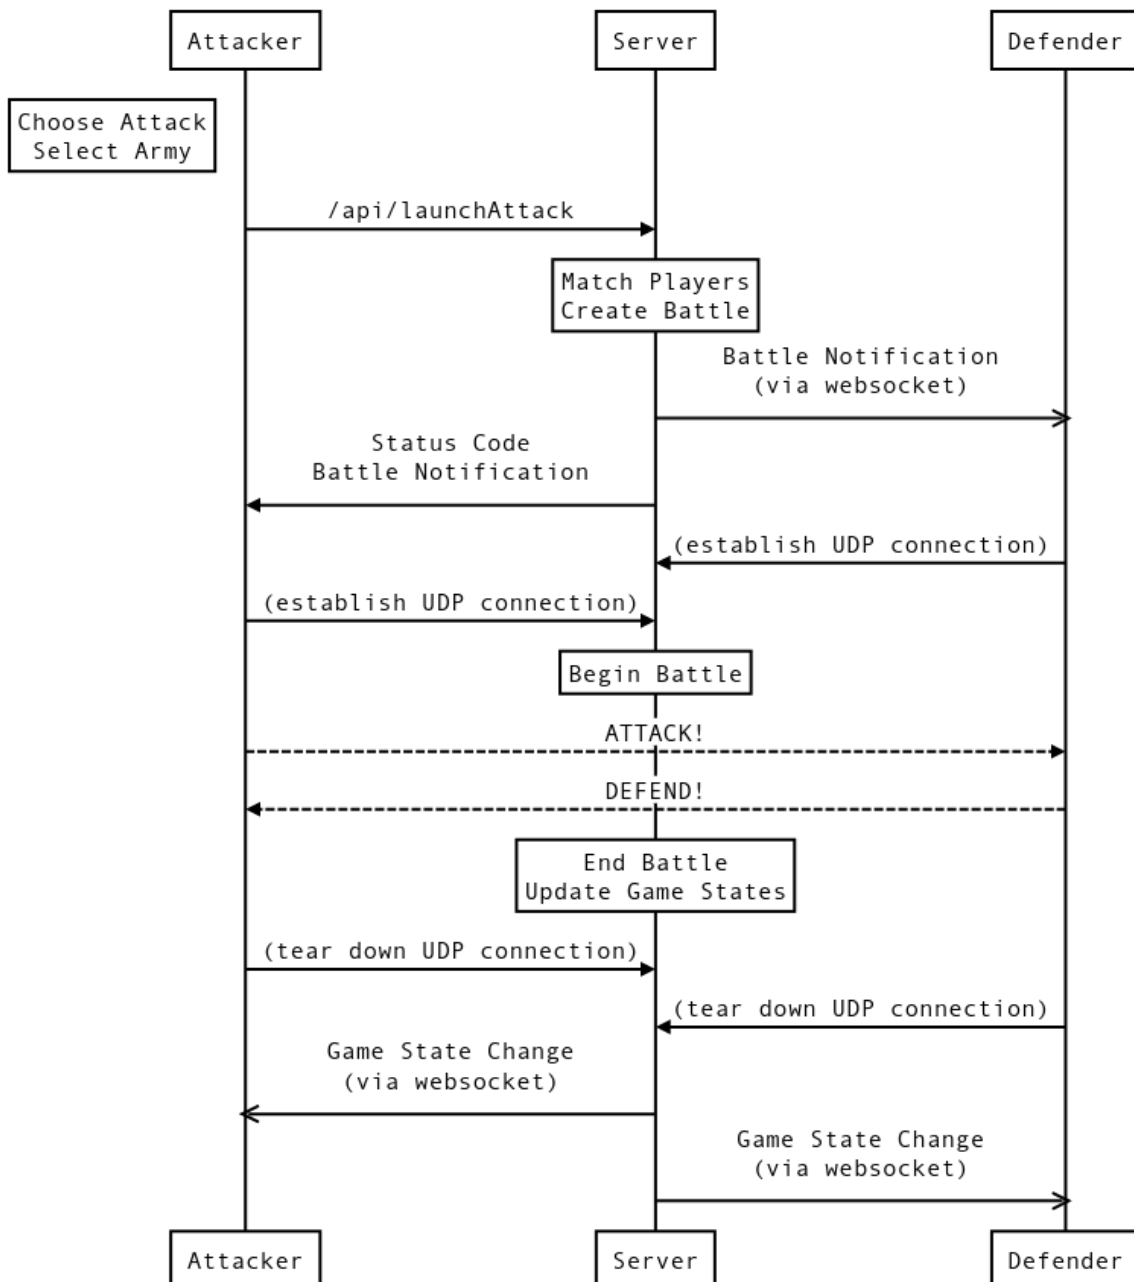 Attacker
Server
Defender
Choose Attack
Select Army
/api/launchAttack
Match Players
Create Battle
Battle Notification
(via websocket)
Status Code
Battle Notification
(establish UDP connection)
(establish UDP connection)
Begin Battle
ATTACK!
DEFEND!
End Battle
Update Game States
(tear down UDP connection)
(tear down UDP connection)
Game State Change
(via websocket)
Game State Change
(via websocket)
Attacker
Server
Defender